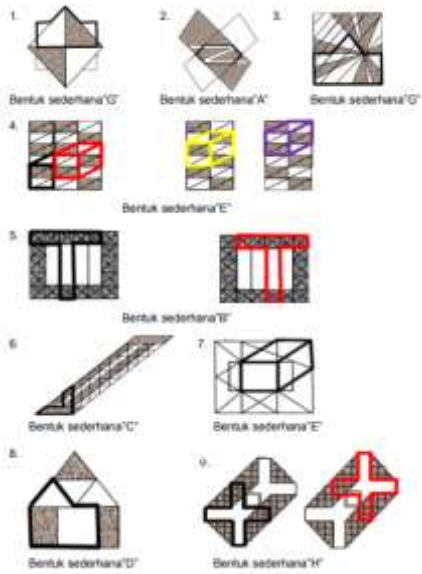 1.
2.
3.
Bentuk sederhana"G"
Bentuk sederhana"A"
Bentuk sederhana"G"
4.
Bentuk sederhana"E"
5.
Bentuk sederhana"B"
6.
7.
Bentuk sederhana"C"
Bentuk sederhana"E"
8.
9.
Bentuk sederhana"D"
Bentuk sederhana"H"